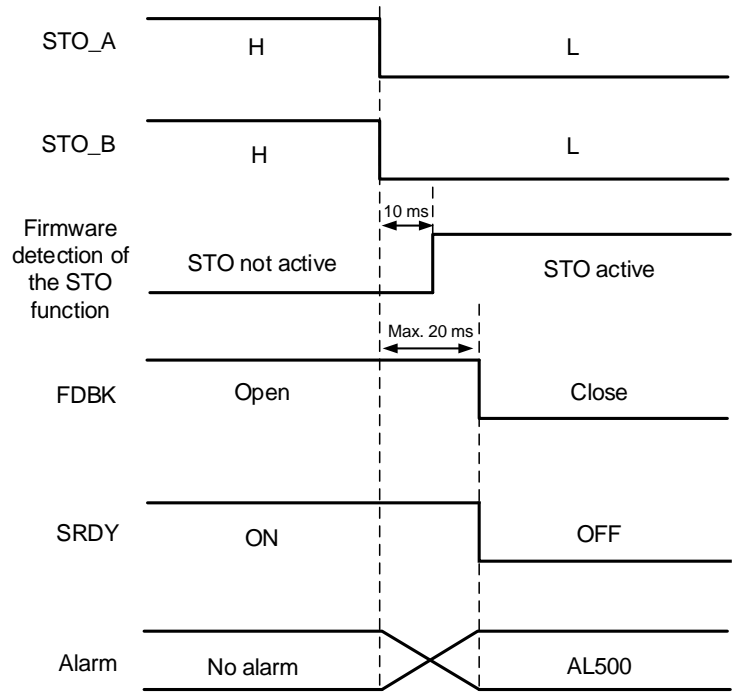 STO_A
H
L
STO_B
H
L
10 ms
Firmware
detection of
the STO
function
STO not active
STO active
Max. 20 ms
FDBK
Open
Close
SRDY
ON
OFF
Alarm
No alarm
AL500